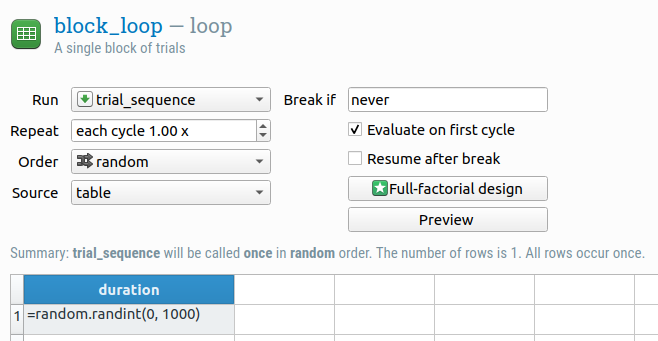 block_loop – loop
A single block of trials
Run trial_sequence Break if never
Repeat each cycle 1.00 x Evaluate on first cycle
Order random Resume after break
Source table Full-factorial design
Preview
Summary: trial_sequence will be called once in random order. The number of rows is 1. All rows occur once.
duration
1 =random.randint(0, 1000)